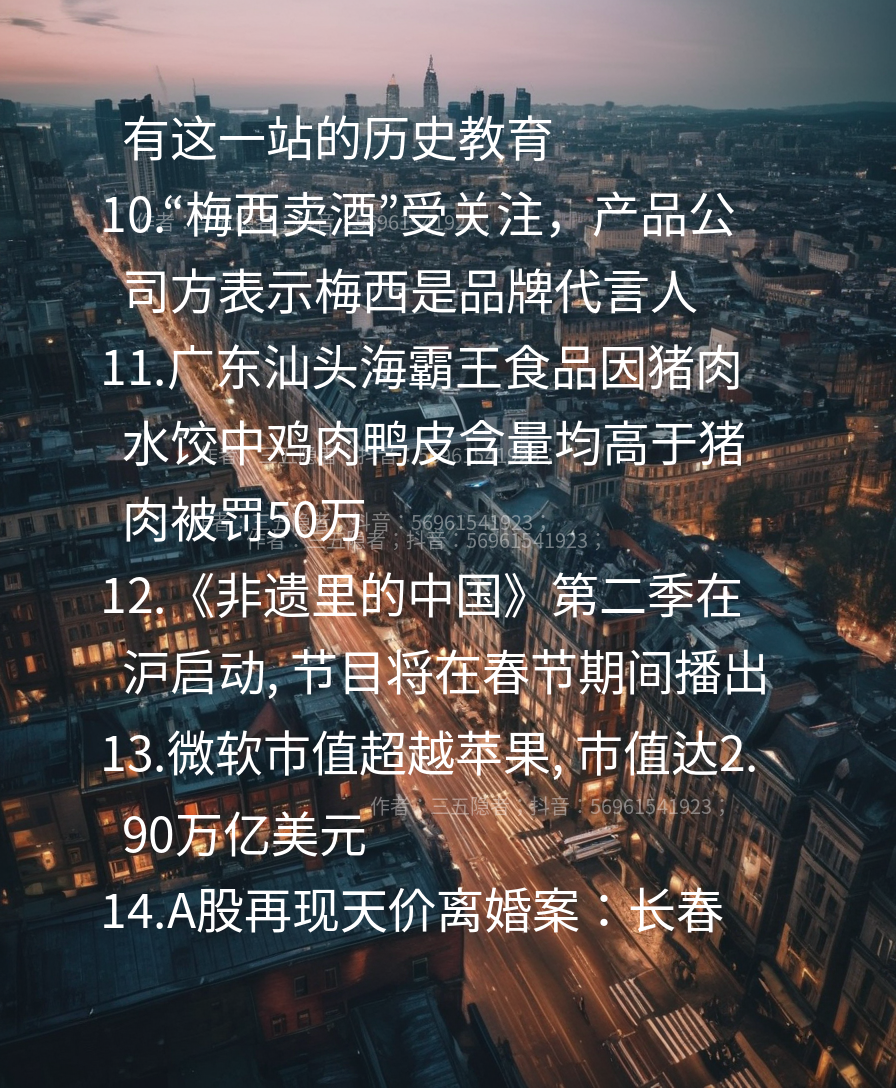 有这一站的历史教育
10.“梅西卖酒”受关注，产品公
司方表示梅西是品牌代言人
11.广东汕头海霸王食品因猪肉
水饺中鸡肉鸭皮含量均高于猪
肉被罚50万
抖音：56961541923；
作者：三五隐者；抖音：56961541923；
12.《非遗里的中国》第二季在
沪启动, 节目将在春节期间播出
13.微软市值超越苹果, 市值达2.
作者：三五隐者；抖音：56961541923；
90万亿美元
14.A股再现天价离婚案：长春